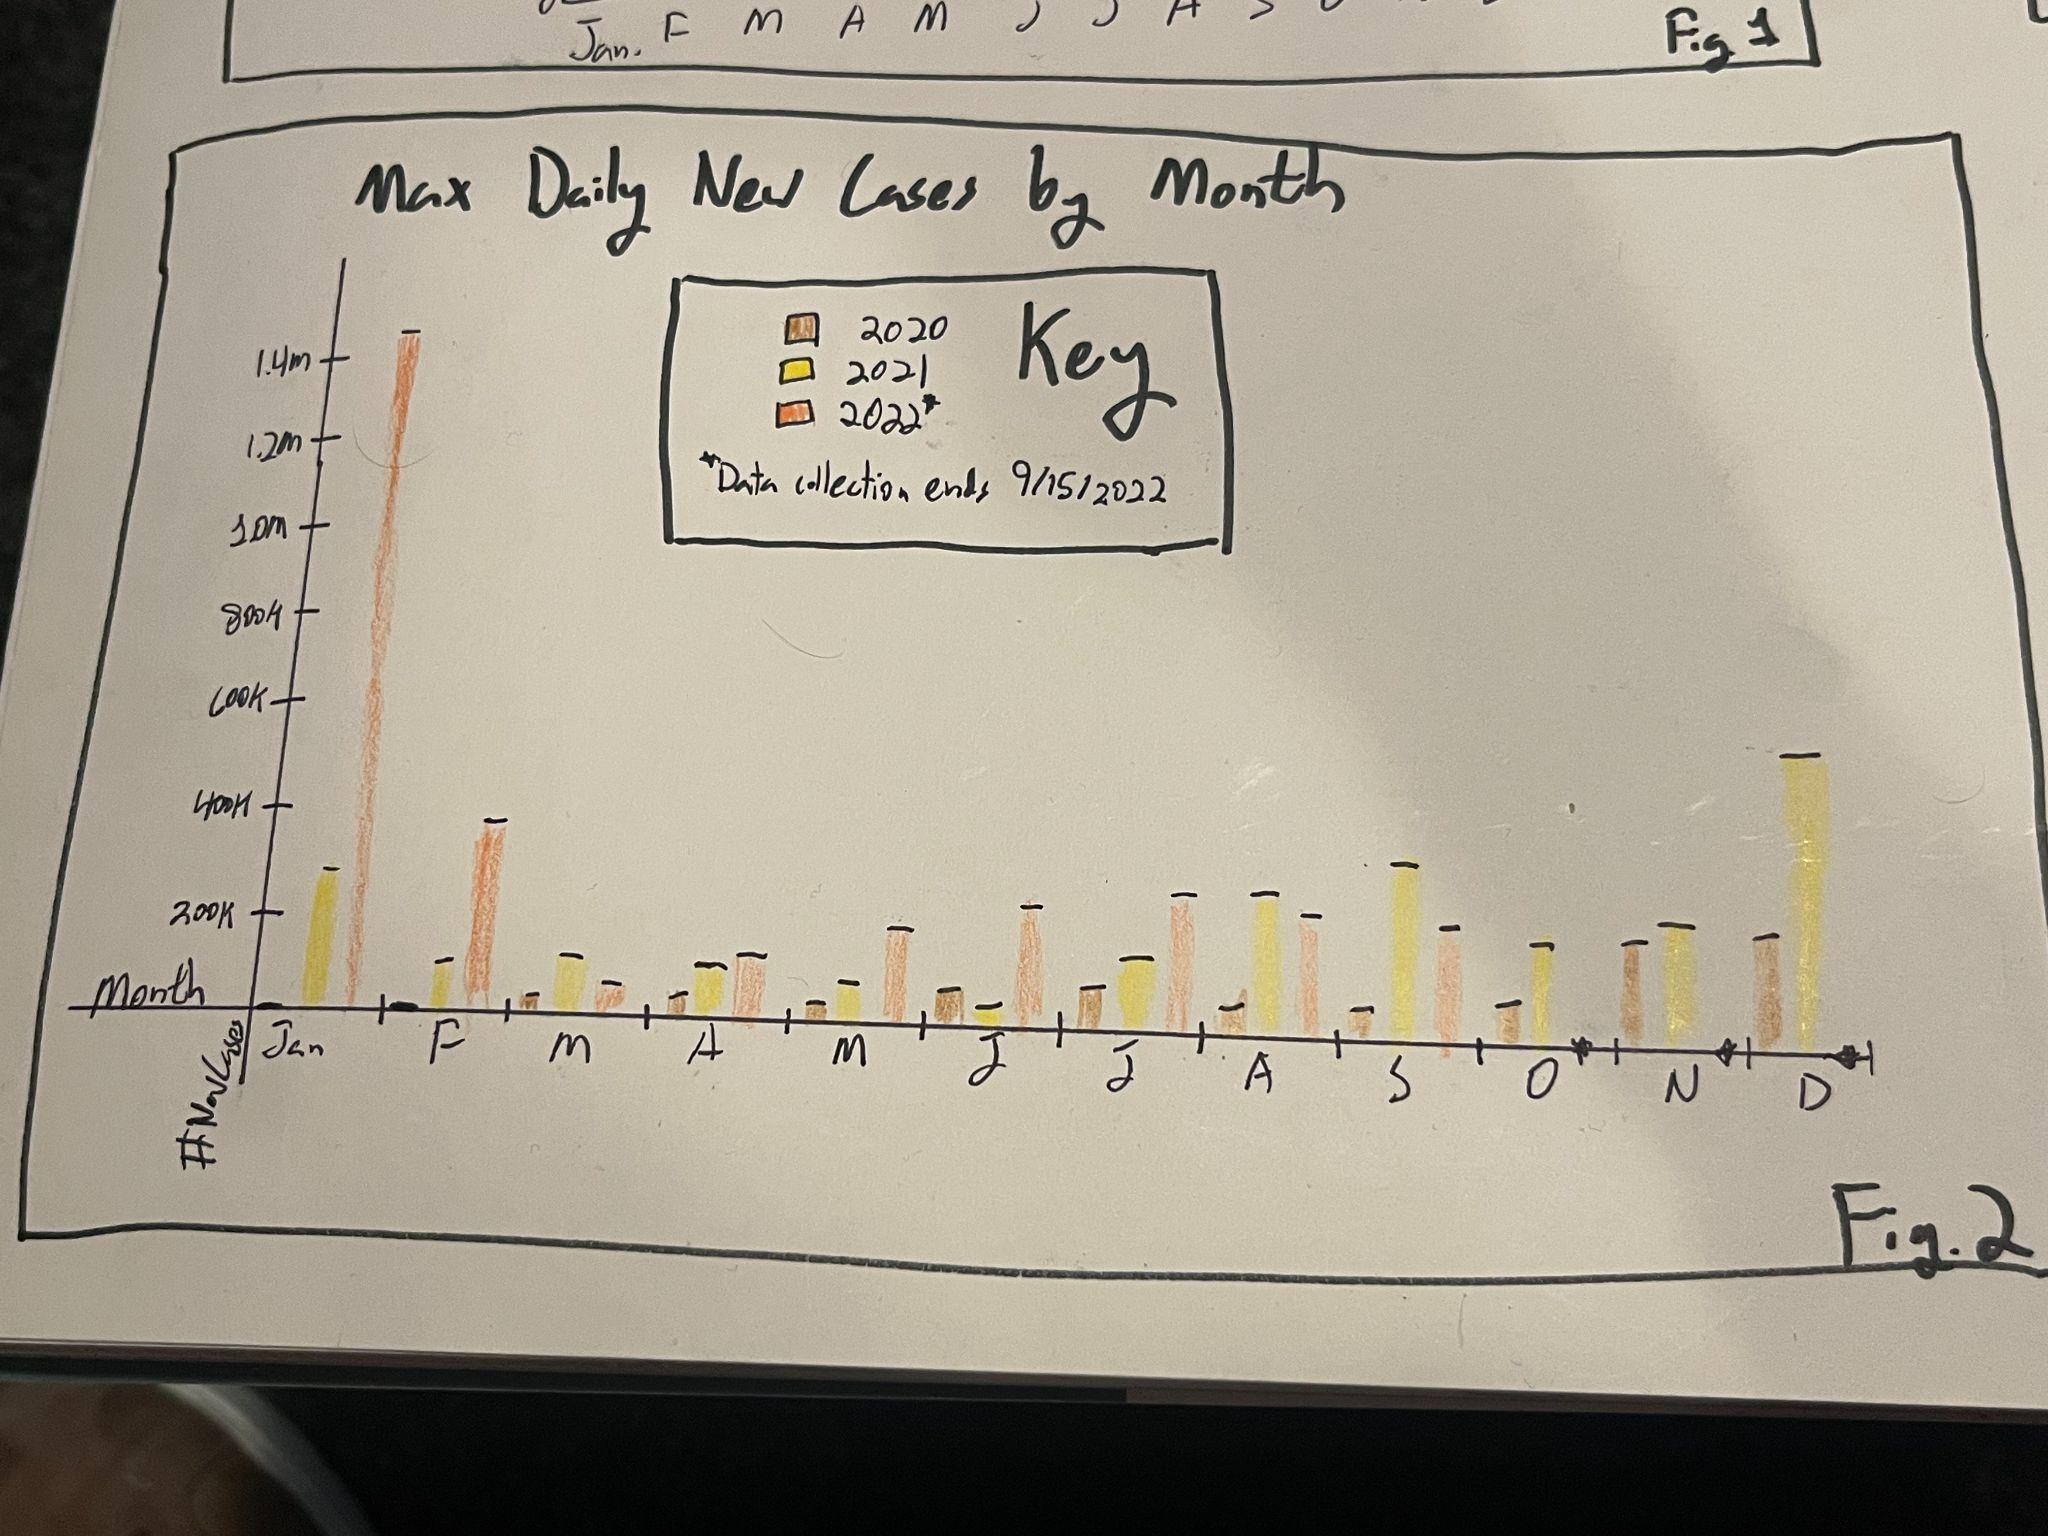 Jan. F M A M J J A S
Fig 1
Max Daily New Cases by Month
Key
2020
2021
2022*
*Data collection ends 9/15/2022
1.4m
1.2m
1.0m
800K
600K
400K
200K
Month
#New Cases
Jan F M A M J J A S O * N * D *
Fig. 2